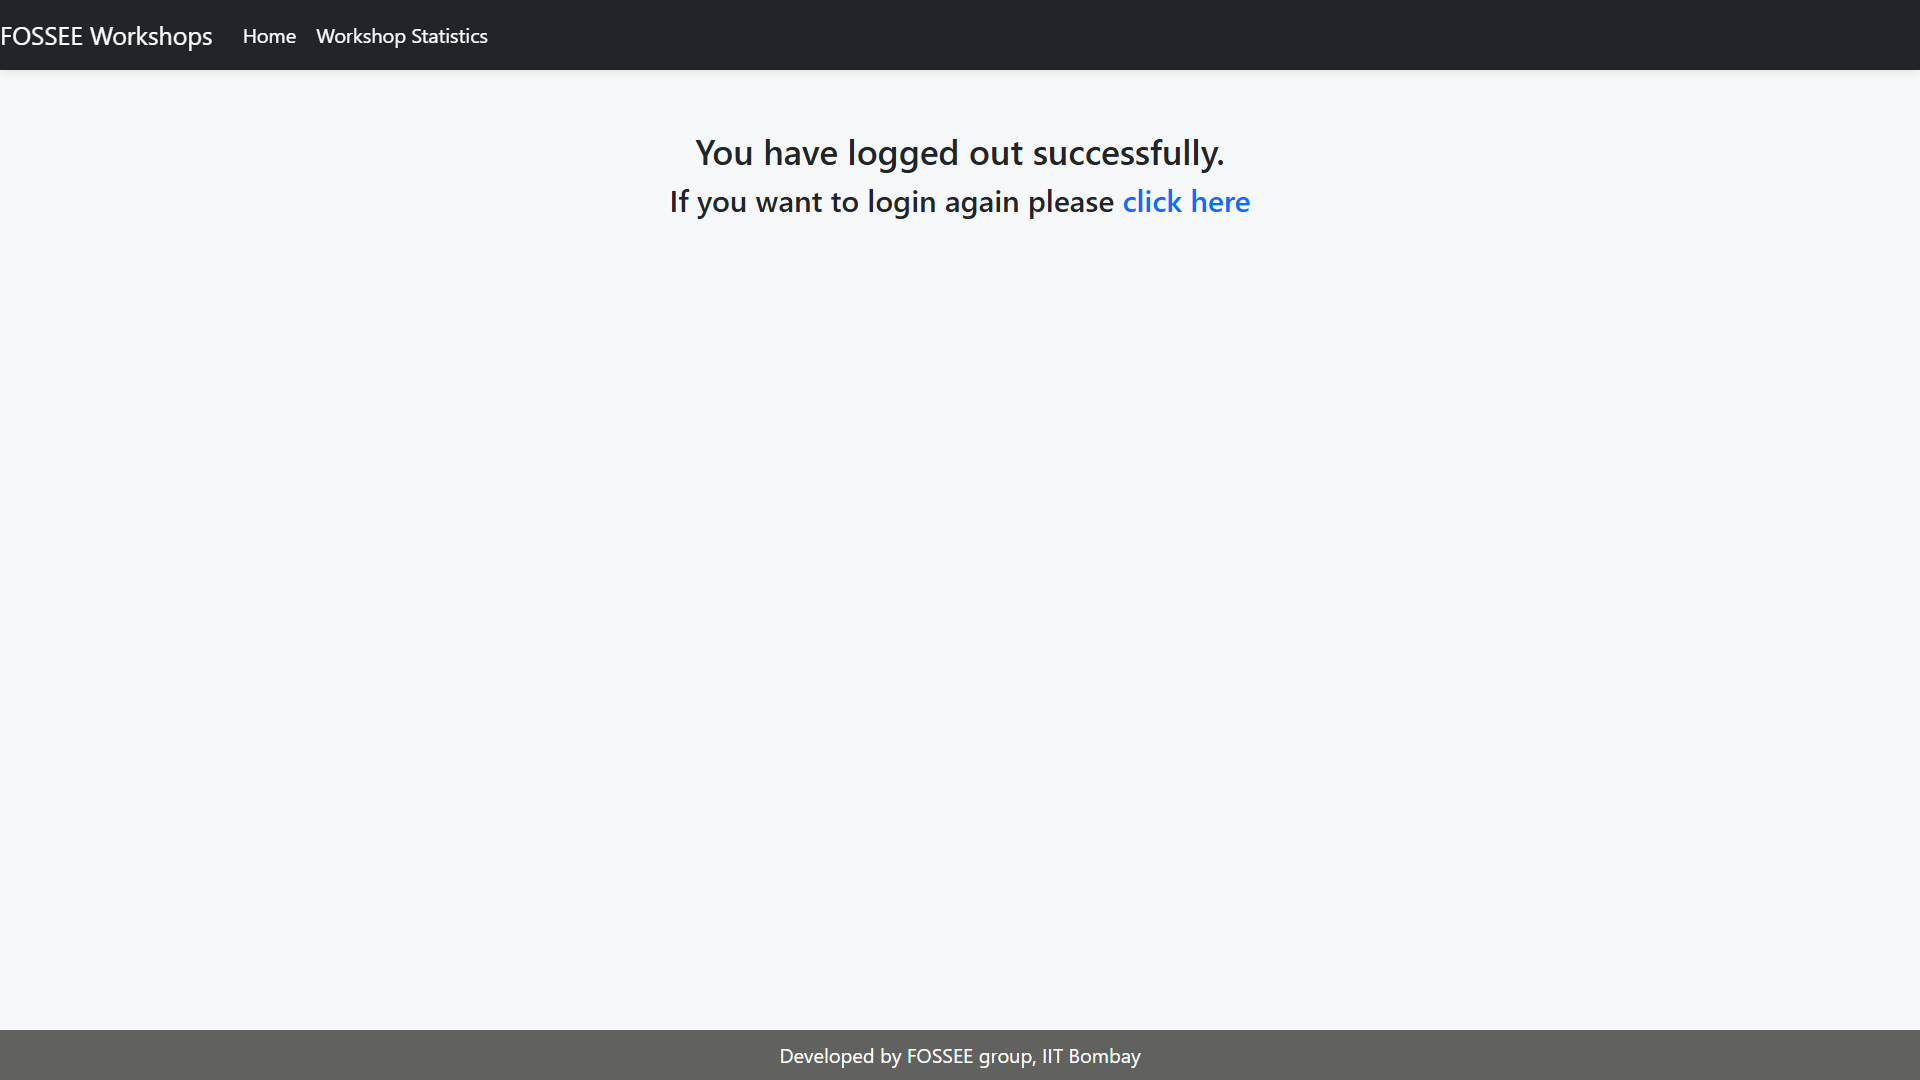 FOSSEE Workshops Home Workshop Statistics
You have logged out successfully.
If you want to login again please click here
Developed by FOSSEE group, IIT Bombay